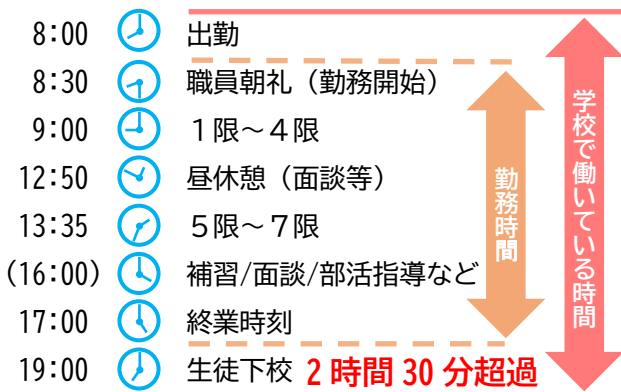 8:00 出勤
8:30 職員朝礼（勤務開始）
9:00 １限～４限
12:50 昼休憩（面談等）
13:35 ５限～７限
(16:00) 補習/面談/部活指導など
17:00 終業時刻
19:00 生徒下校 2時間30分超過
勤務時間
学校で働いている時間